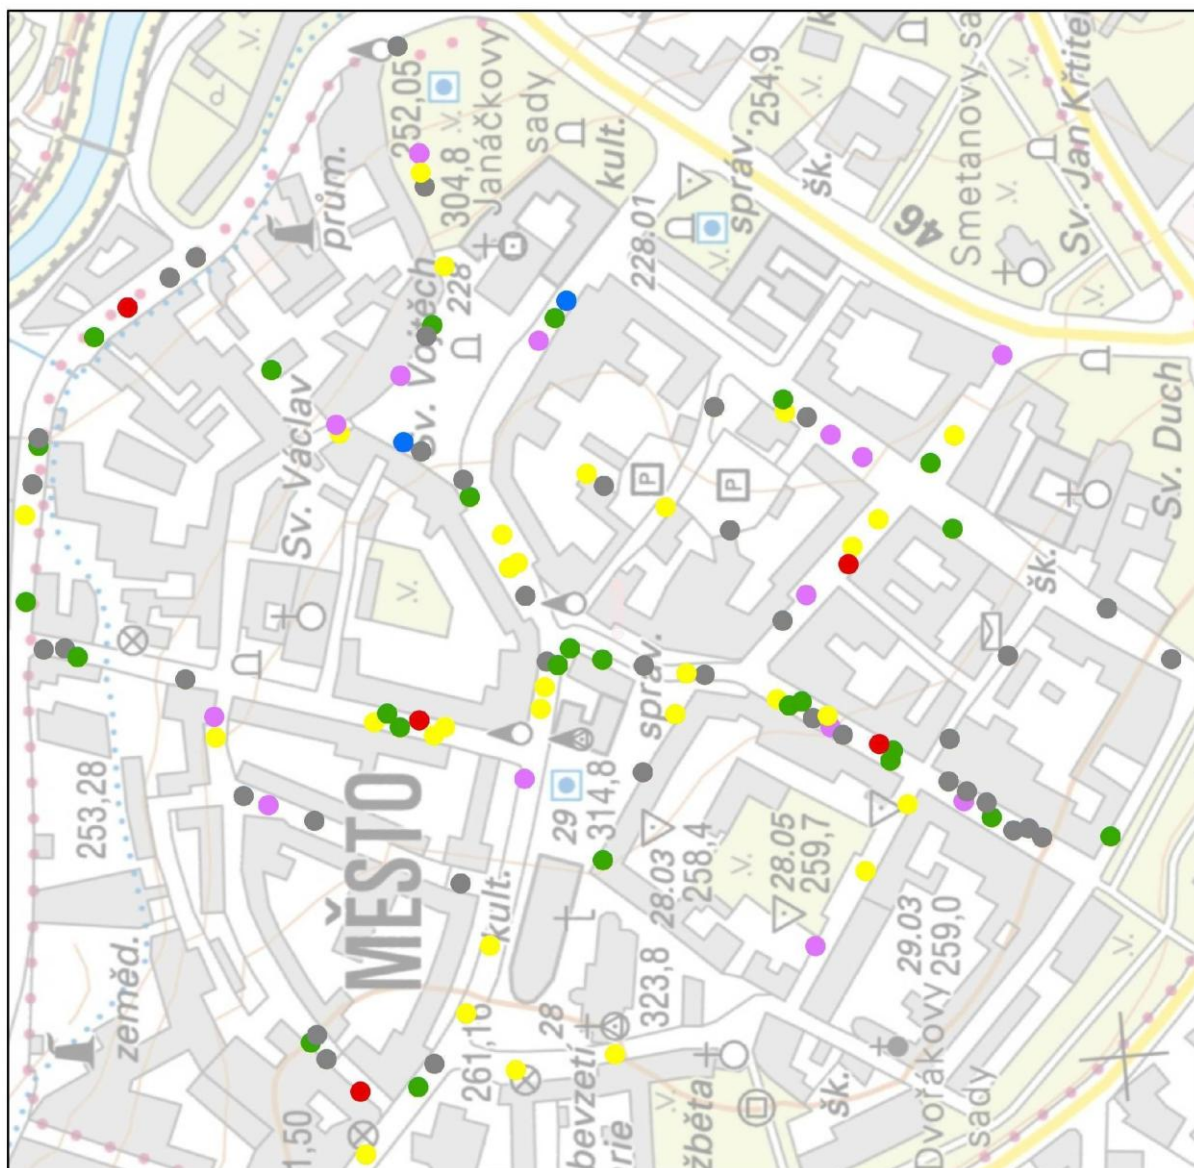 252,05
304,8
V.
Janáčkovy
sady
kult.
správ.
254,9
šk.
Smetanovy
Sv. Jan Křtitel
46
prům.
Sv. Vojtěch
228
228.01
Sv. Václav
P
P
Sv. Duch
šk.
správ.
MĚSTO
253,28
29
314,8
28.03
258,4
28.05
259,7
29.03
259,0
kult.
zeměd.
261,16
28
323,8
šk.
Dvořákovy
sady